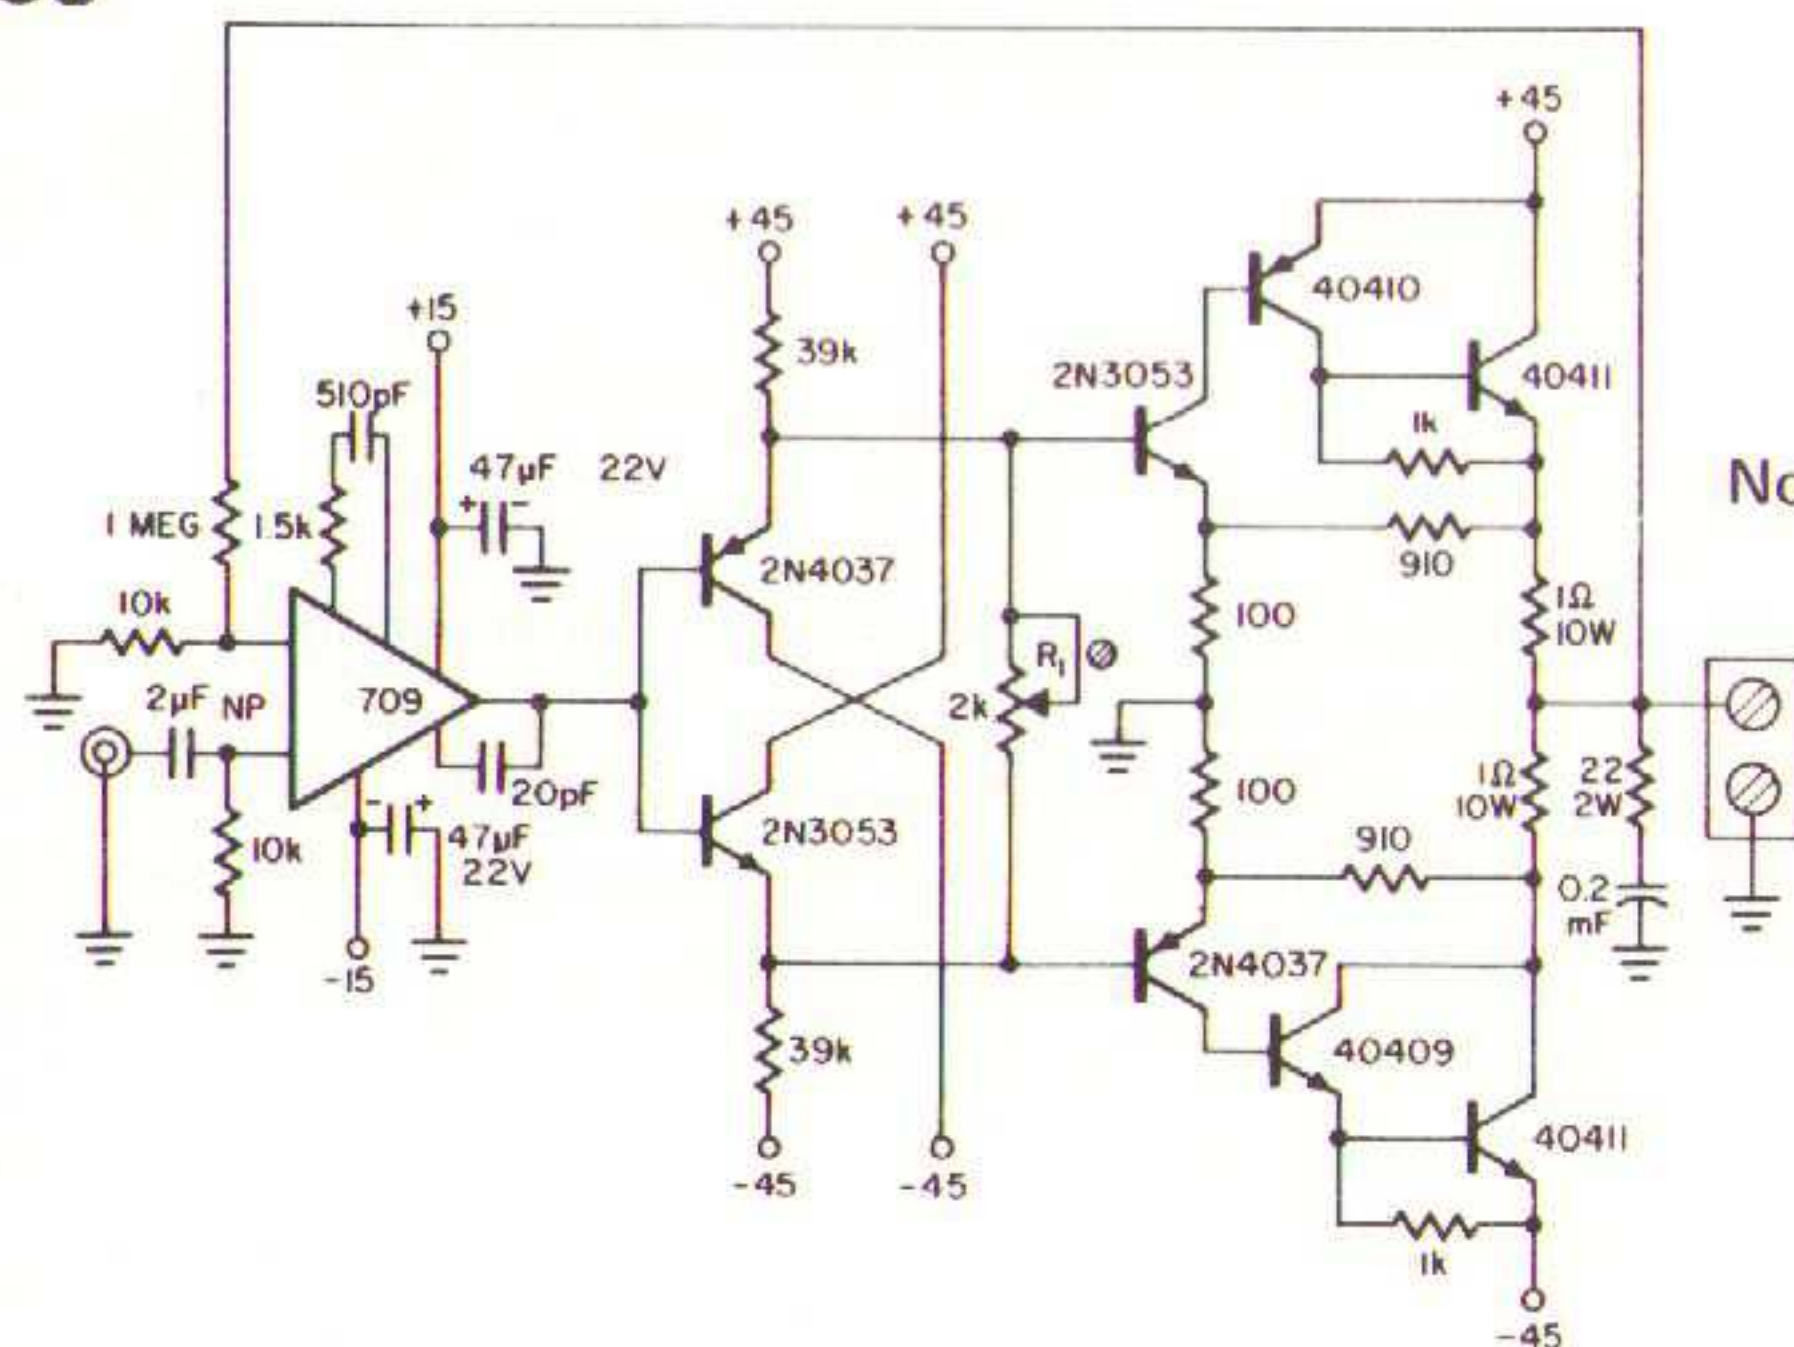 +45
+45
+45
+15
39k
40410
2N3053
40411
510pF
1k
47µF 22V
+ -
1 MEG
1.5k
2N4037
910
10k
100
1Ω
10W
R1
2µF NP
709
2k
20pF
100
1Ω
10W
22
2W
- +
2N3053
910
10k
47µF
22V
0.2
mF
-15
2N4037
39k
40409
40411
-45
-45
1k
-45